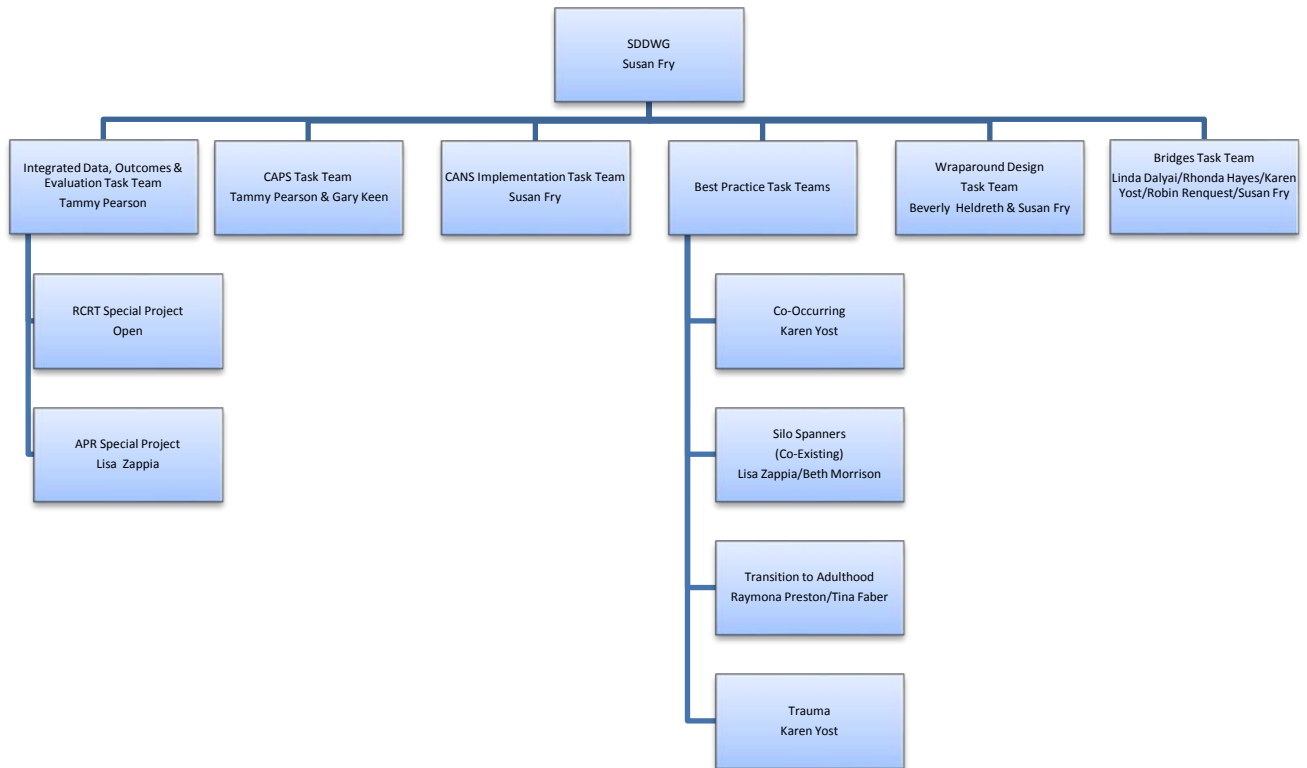 SDDWG
Susan Fry
Integrated Data, Outcomes &
Evaluation Task Team
Tammy Pearson
CAPS Task Team
Tammy Pearson & Gary Keen
CANS Implementation Task Team
Susan Fry
Best Practice Task Teams
Wraparound Design
Task Team
Beverly Heldreth & Susan Fry
Bridges Task Team
Linda Dalyai/Rhonda Hayes/Karen
Yost/Robin Renquest/Susan Fry
RCRT Special Project
Open
APR Special Project
Lisa Zappia
Co-Occurring
Karen Yost
Silo Spanners
(Co-Existing)
Lisa Zappia/Beth Morrison
Transition to Adulthood
Raymona Preston/Tina Faber
Trauma
Karen Yost